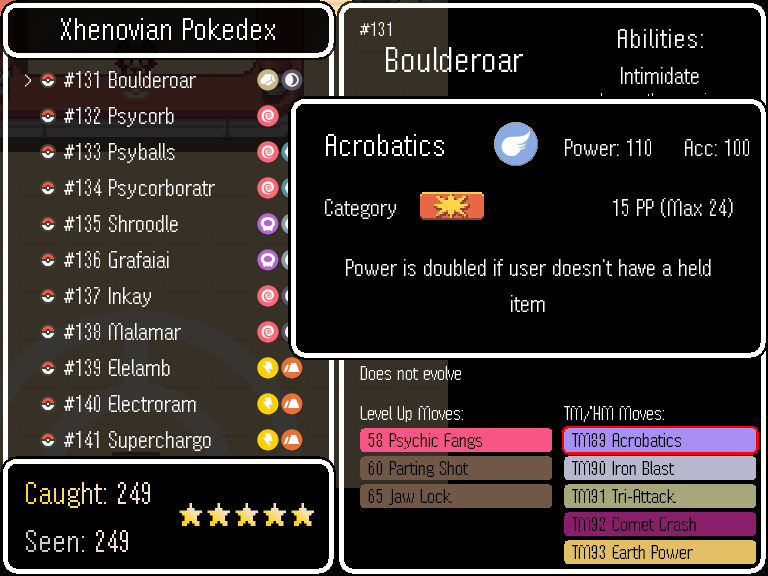 Xhenovian Pokedex
#131 Boulderoar
#132 Psycorb
#133 Psyballs
#134 Psycorboratr
#135 Shroodle
#136 Grafaiai
#137 Inkay
#138 Malamar
#139 Elelamb
#140 Electroram
#141 Superchargo
Caught: 249
Seen: 249
#131
Boulderoar
Abilities:
Intimidate
Acrobatics Power: 110 Acc: 100
Category 15 PP (Max 24)
Power is doubled if user doesn't have a held
item
Does not evolve
Level Up Moves:
58 Psychic Fangs
60 Parting Shot
65 Jaw Lock
TM/HM Moves:
TM89 Acrobatics
TM90 Iron Blast
TM91 Tri-Attack
TM92 Comet Crash
TM93 Earth Power